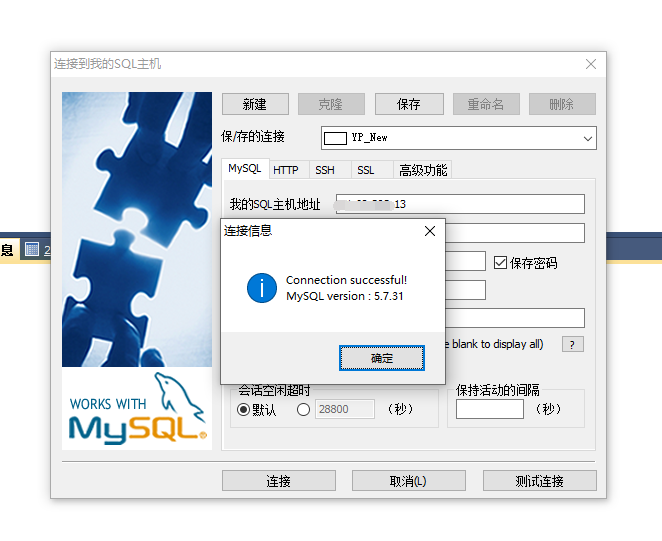 连接到我的SQL主机
新建
克隆
保存
重命名
删除
保/存的连接
YP_New
MySQL
HTTP
SSH
SSL
高级功能
我的SQL主机地址
13
连接信息
息
2
保存密码
Connection successful!
MySQL version : 5.7.31
e blank to display all)
?
确定
会话空闲超时
保持活动的间隔
默认
28800
（秒）
（秒）
WORKS WITH
MySQL®
连接
取消(L)
测试连接